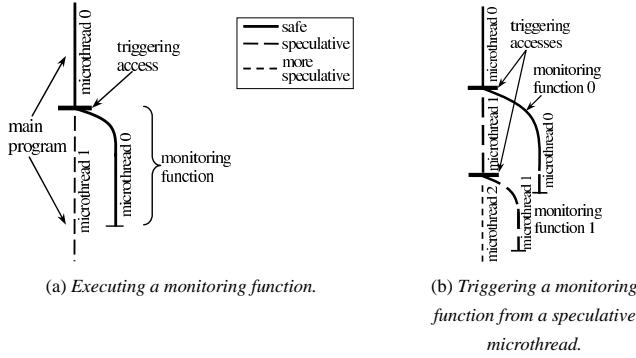 microthread 0
triggering
access
main
program
microthread 1
microthread 0
monitoring
function
safe
speculative
more
speculative
(a) Executing a monitoring function.
triggering
accesses
microthread 0
monitoring
function 0
microthread 1
microthread 0
microthread 2
microthread 1
monitoring
function 1
(b) Triggering a monitoring
function from a speculative
microthread.